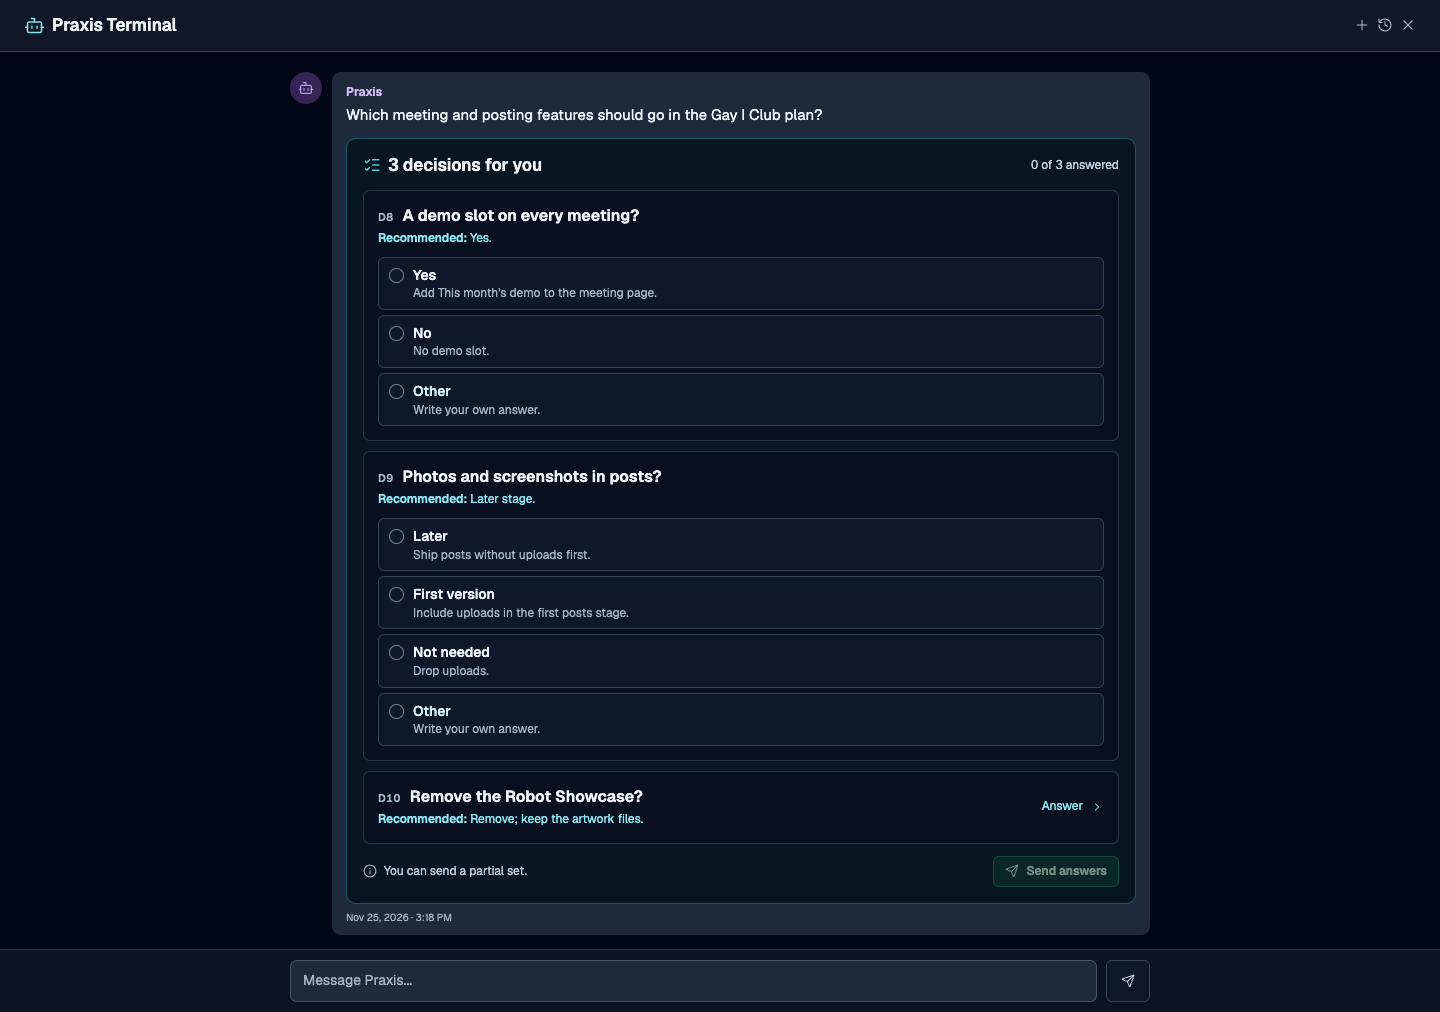 Praxis Terminal
Praxis
Which meeting and posting features should go in the Gay I Club plan?
3 decisions for you
0 of 3 answered
D8 A demo slot on every meeting?
Recommended: Yes.
Yes
Add This month's demo to the meeting page.
No
No demo slot.
Other
Write your own answer.
D9 Photos and screenshots in posts?
Recommended: Later stage.
Later
Ship posts without uploads first.
First version
Include uploads in the first posts stage.
Not needed
Drop uploads.
Other
Write your own answer.
D10 Remove the Robot Showcase?
Recommended: Remove; keep the artwork files.
Answer
You can send a partial set.
Send answers
Nov 25, 2026 · 3:18 PM
Message Praxis...